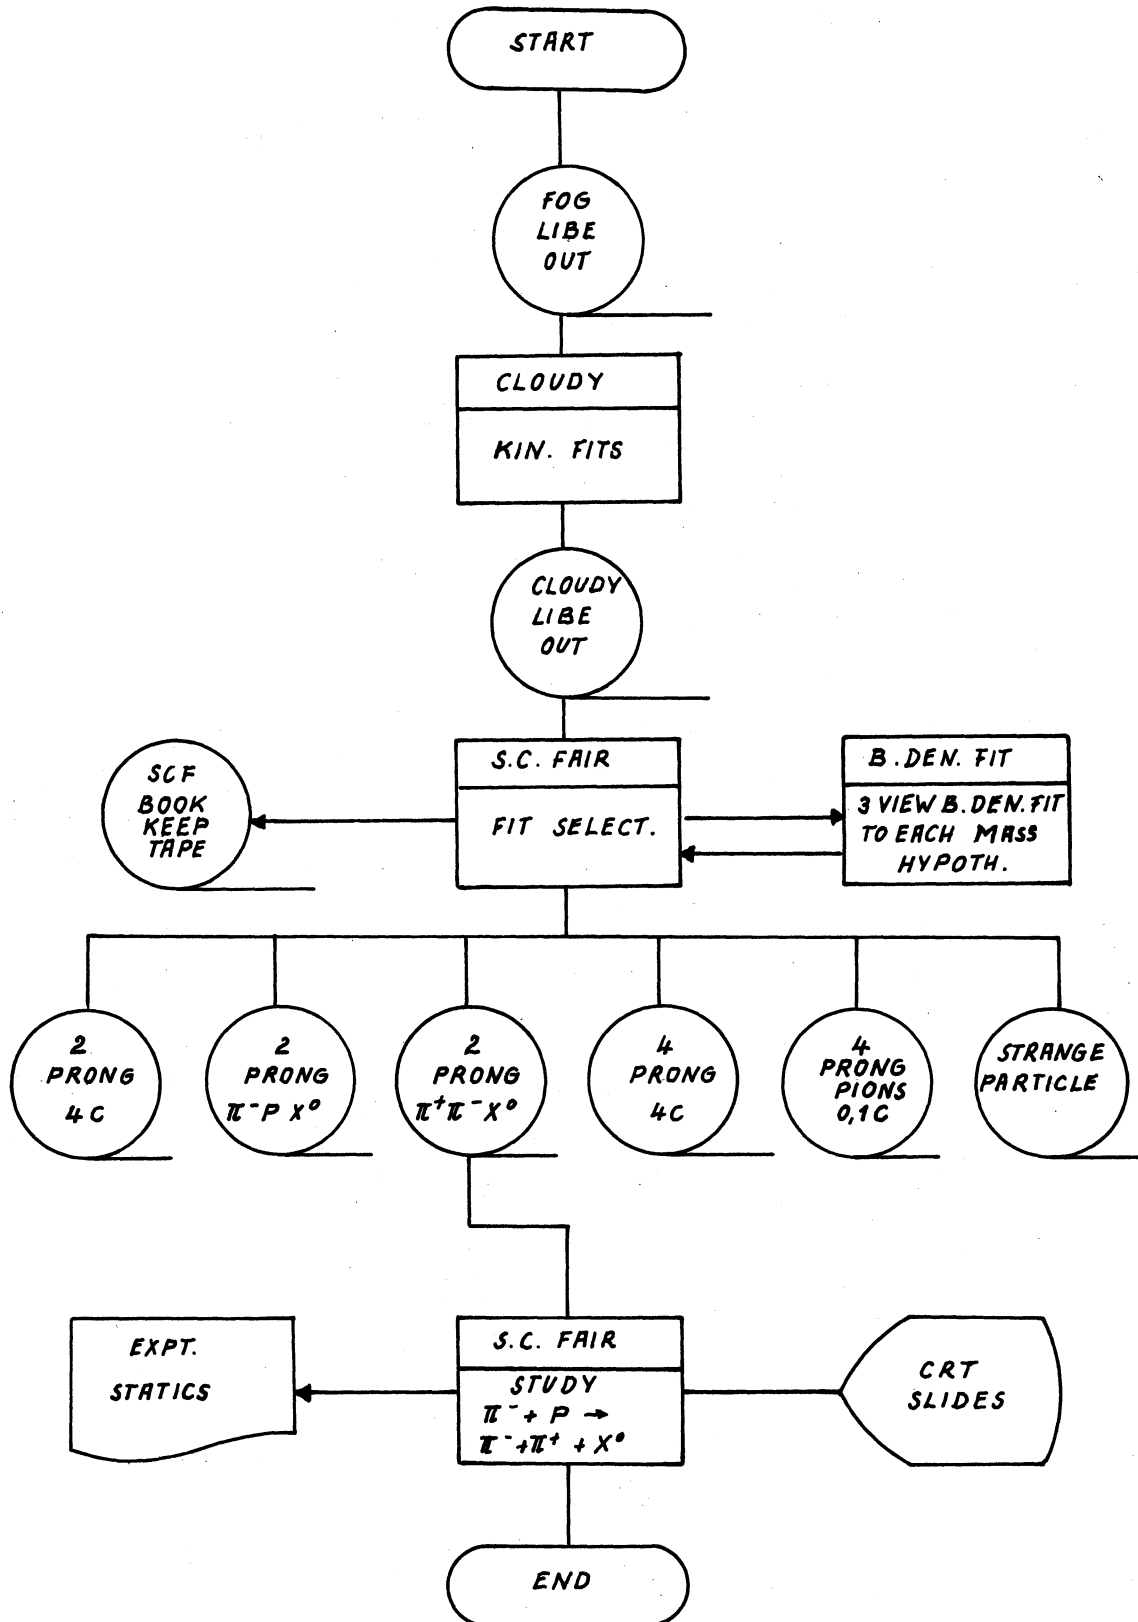 START
FOG
LIBE
OUT
CLOUDY
KIN. FITS
CLOUDY
LIBE
OUT
SCF
BOOK
KEEP
TAPE
S.C. FAIR
FIT SELECT.
B.DEN. FIT
3 VIEW B.DEN.FIT
TO EACH MASS
HYPOTH.
2
PRONG
4C
2
PRONG
π⁻P X⁰
2
PRONG
π⁺π⁻X⁰
4
PRONG
4C
4
PRONG
PIONS
0,1C
STRANGE
PARTICLE
EXPT.
STATICS
S.C. FAIR
STUDY
π⁻+ P →
π⁻+π⁺ + X⁰
CRT
SLIDES
END